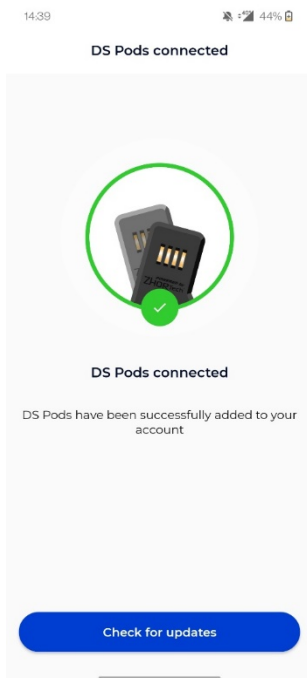 14:39
44%
DS Pods connected
DS Pods connected
DS Pods have been successfully added to your
account
Check for updates